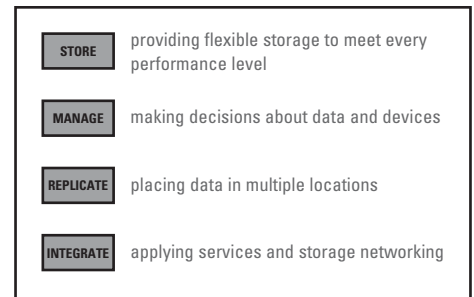 STORE
providing flexible storage to meet every
performance level
MANAGE
making decisions about data and devices
REPLICATE
placing data in multiple locations
INTEGRATE
applying services and storage networking